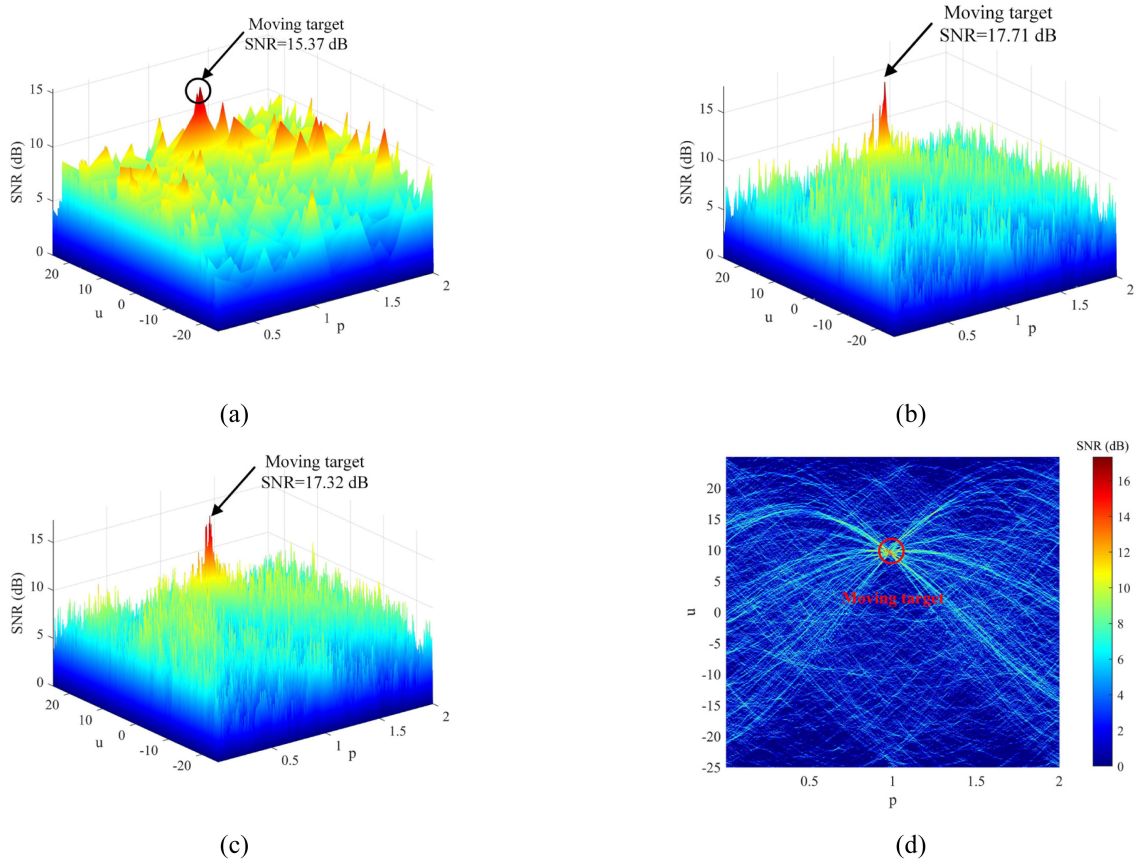 Moving target
SNR=15.37 dB
15
10
5
0
SNR (dB)
20
10
0
-10
-20
u
0.5
1
1.5
2
p
(a)
Moving target
SNR=17.71 dB
15
10
5
0
SNR (dB)
20
10
0
-10
-20
u
0.5
1
1.5
2
p
(b)
Moving target
SNR=17.32 dB
15
10
5
0
SNR (dB)
20
10
0
-10
-20
u
0.5
1
1.5
2
p
(c)
SNR (dB)
20
15
10
5
0
-5
-10
-15
-20
-25
u
Moving target
0.5
1
1.5
2
p
16
14
12
10
8
6
4
2
0
(d)